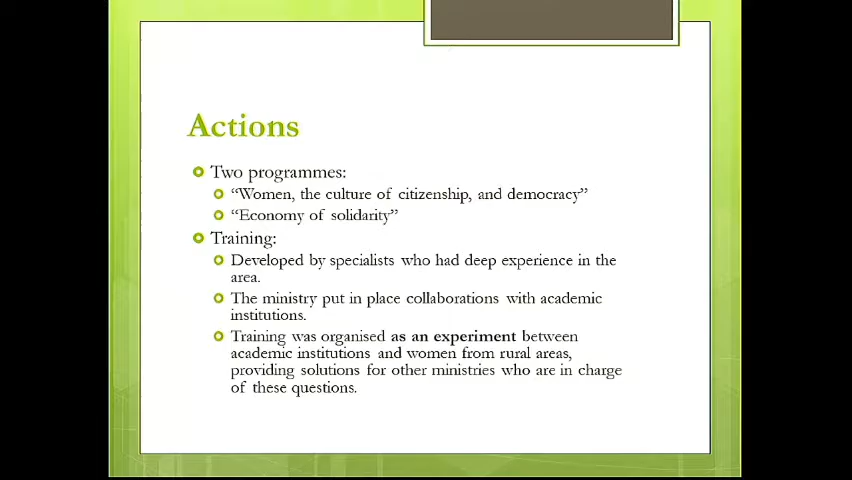 Actions
Two programmes:
“Women, the culture of citizenship, and democracy”
“Economy of solidarity”
Training:
Developed by specialists who had deep experience in the
area.
The ministry put in place collaborations with academic
institutions.
Training was organised as an experiment between
academic institutions and women from rural areas,
providing solutions for other ministries who are in charge
of these questions.